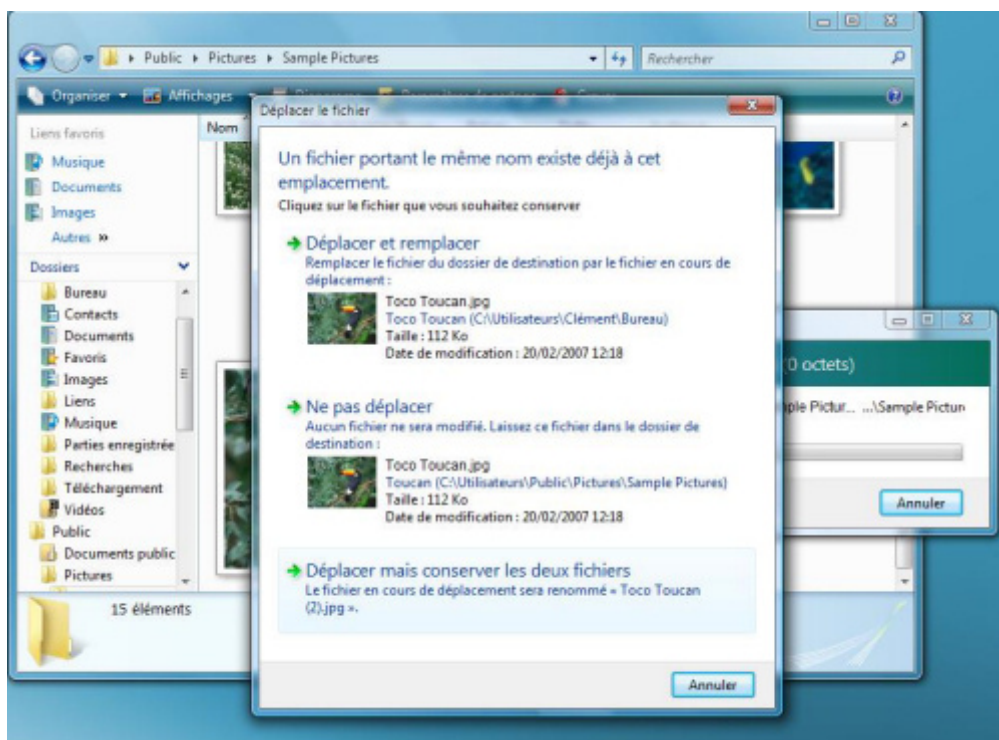 Public ▸ Pictures ▸ Sample Pictures
Rechercher
Organiser
Affichages
Liens favoris
Musique
Documents
Images
Autres »
Dossiers
Bureau
Contacts
Documents
Favoris
Images
Liens
Musique
Parties enregistrée
Recherches
Téléchargement
Vidéos
Public
Documents public
Pictures
15 éléments
Nom
Déplacer le fichier
Un fichier portant le même nom existe déjà à cet
emplacement.
Cliquez sur le fichier que vous souhaitez conserver
Déplacer et remplacer
Remplacer le fichier du dossier de destination par le fichier en cours de
déplacement :
Toco Toucan.jpg
Toco Toucan (C:\Utilisateurs\Clément\Bureau)
Taille : 112 Ko
Date de modification : 20/02/2007 12:18
Ne pas déplacer
Aucun fichier ne sera modifié. Laissez ce fichier dans le dossier de
destination :
Toco Toucan.jpg
Toucan (C:\Utilisateurs\Public\Pictures\Sample Pictures)
Taille : 112 Ko
Date de modification : 20/02/2007 12:18
Déplacer mais conserver les deux fichiers
Le fichier en cours de déplacement sera renommé « Toco Toucan
(2).jpg ».
Annuler
(0 octets)
ple Pictur... ...\Sample Pictur
Annuler